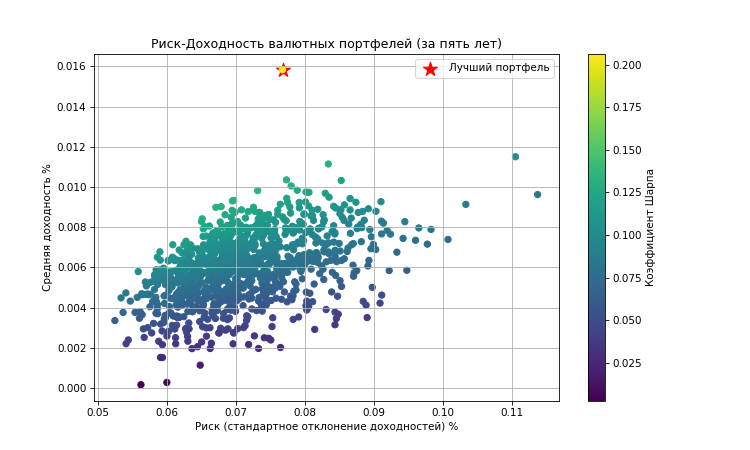 Риск-Доходность валютных портфелей (за пять лет)
Лучший портфель
Средняя доходность %
0.016
0.014
0.012
0.010
0.008
0.006
0.004
0.002
0.000
0.05 0.06 0.07 0.08 0.09 0.10 0.11
Риск (стандартное отклонение доходностей) %
0.200
0.175
0.150
0.125
0.100
0.075
0.050
0.025
Коэффициент Шарпа